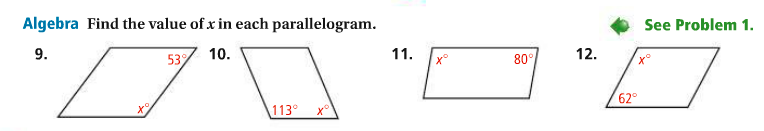 Algebra Find the value of x in each parallelogram.
See Problem 1.
9.
53°
x°
10.
113° x°
11.
x° 80°
12.
x°
62°